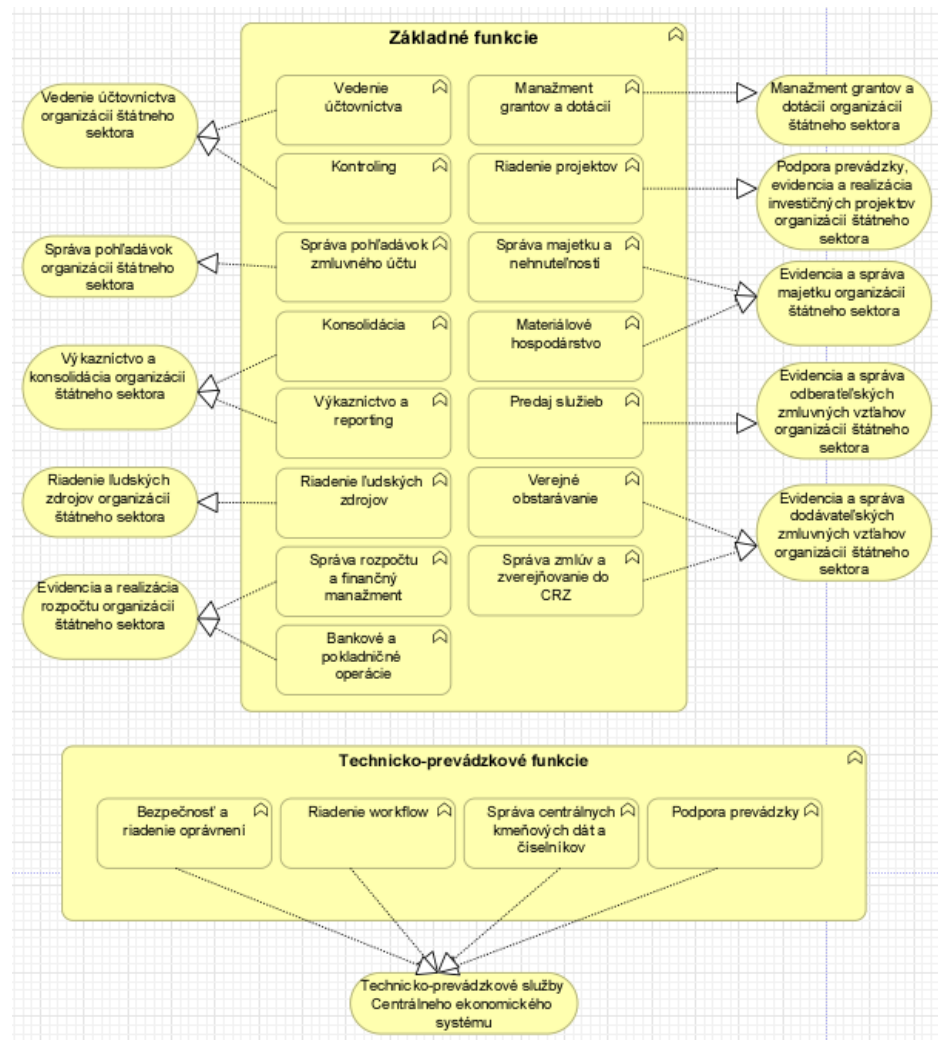 Základné funkcie
Vedenie účtovníctva
organizácií štátneho
sektora
Správa pohľadávok
organizácií štátneho
sektora
Výkazníctvo a
konsolidácia organizácií
štátneho sektora
Riadenie ľudských
zdrojov organizácií
štátneho sektora
Evidencia a realizácia
rozpočtu organizácií
štátneho sektora
Vedenie
účtovníctva
Kontroling
Správa pohľadávok
zmluvného účtu
Konsolidácia
Výkazníctvo a
reporting
Riadenie ľudských
zdrojov
Správa rozpočtu
a finančný
manažment
Bankové a
pokladničné
operácie
Manažment
grantov a dotácií
Riadenie projektov
Správa majetku a
nehnuteľností
Materiálové
hospodárstvo
Predaj služieb
Verejné
obstarávanie
Správa zmlúv a
zverejňovanie do
CRZ
Manažment grantov a
dotácií organizácií
štátneho sektora
Podpora prevádzky,
evidencia a realizácia
investičných projektov
organizácií štátneho
sektora
Evidencia a správa
majetku organizácií
štátneho sektora
Evidencia a správa
odberateľských
zmluvných vzťahov
organizácií štátneho
sektora
Evidencia a správa
dodávateľských
zmluvných vzťahov
organizácií štátneho
sektora
Technicko-prevádzkové funkcie
Bezpečnosť a
riadenie oprávnení
Riadenie workflow
Správa centrálnych
kmeňových dát a
číselníkov
Podpora prevádzky
Technicko-prevádzkové služby
Centrálneho ekonomického
systému